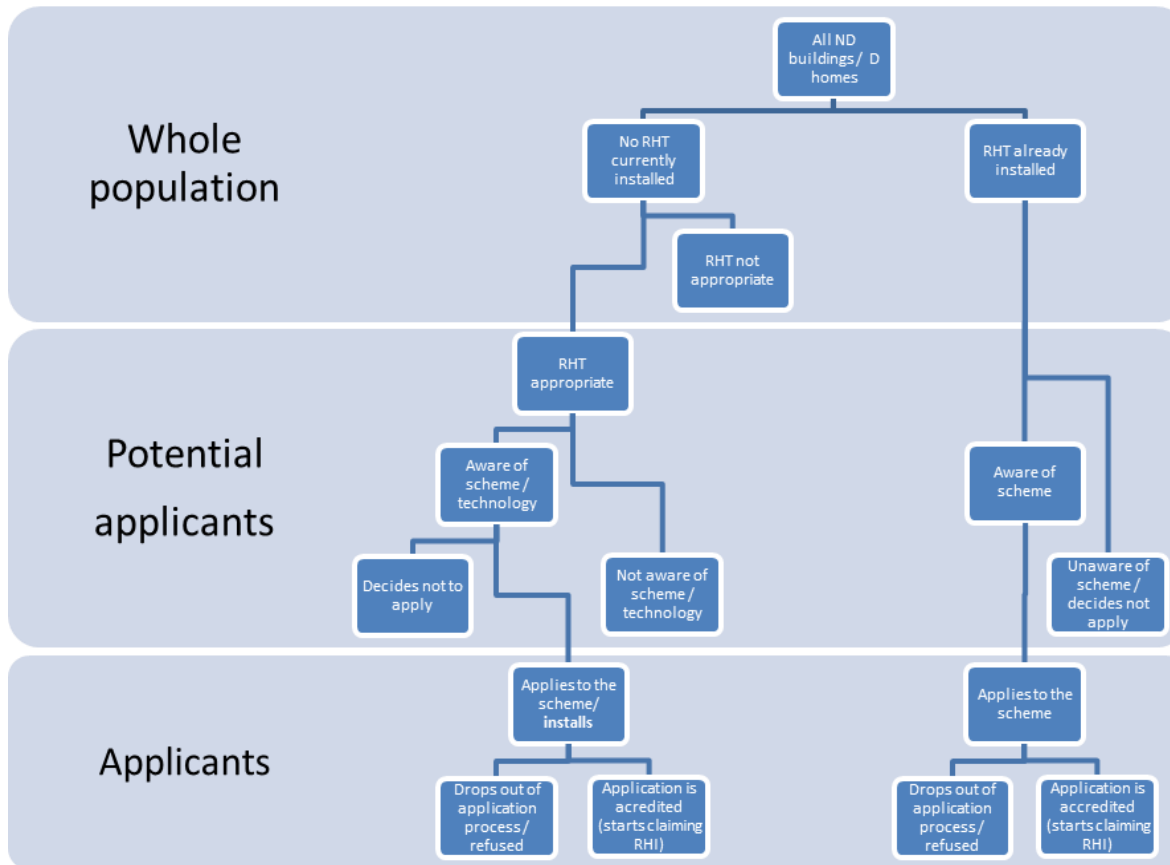 All ND
buildings/ D
homes
Whole
population
No RHT
currently
installed
RHT already
installed
RHT not
appropriate
RHT
appropriate
Potential
applicants
Aware of
scheme/
technology
Aware of
scheme
Decides not to
apply
Not aware of
scheme/
technology
Unaware of
scheme/
decides not
apply
Applicants
Applies to the
scheme/
installs
Applies to the
scheme
Drops out of
application
process/
refused
Application is
accredited
(starts claiming
RHI)
Drops out of
application
process/
refused
Application is
accredited
(starts claiming
RHI)